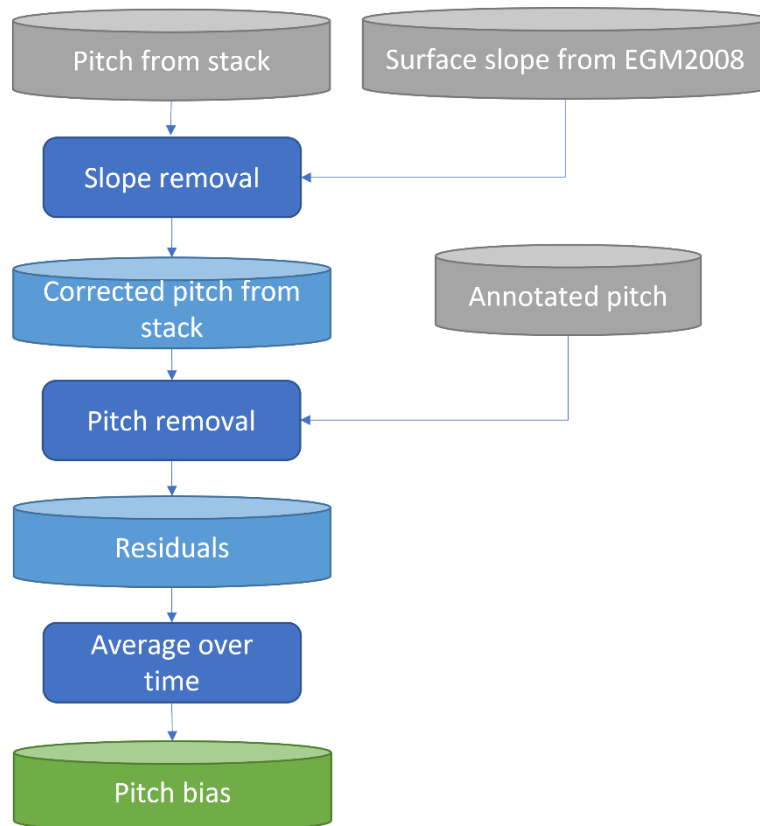 Pitch from stack
Surface slope from EGM2008
Slope removal
Corrected pitch from
stack
Annotated pitch
Pitch removal
Residuals
Average over
time
Pitch bias